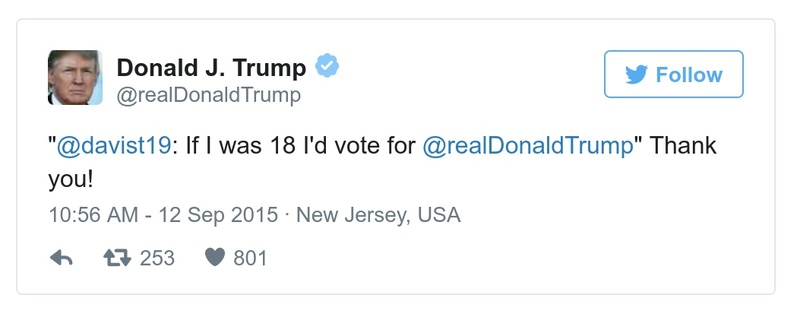 Donald J. Trump
@realDonaldTrump
Follow
"@davist19: If I was 18 I'd vote for @realDonaldTrump" Thank
you!
10:56 AM - 12 Sep 2015 · New Jersey, USA
253 801